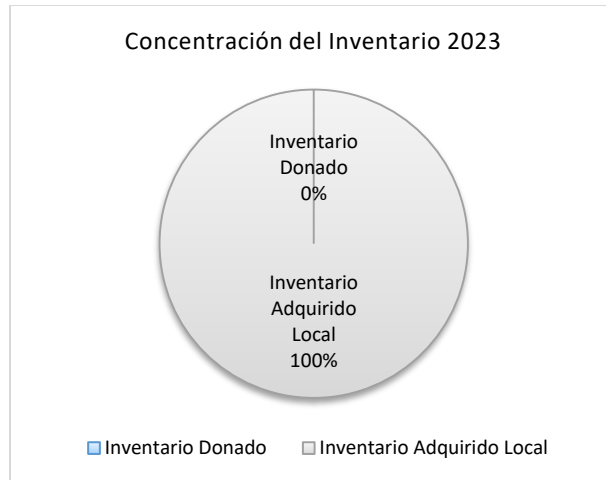 Concentración del Inventario 2023
Inventario
Donado
0%
Inventario
Adquirido
Local
100%
Inventario Donado
Inventario Adquirido Local